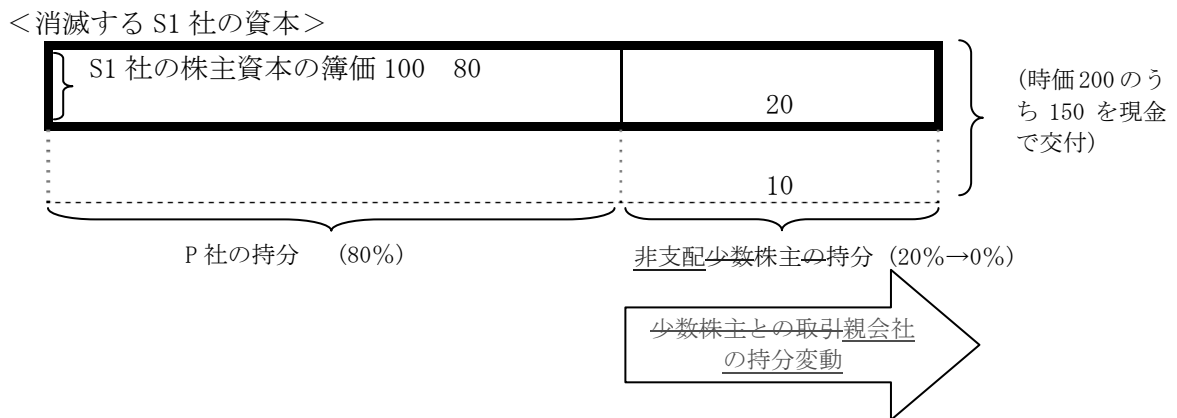 <消滅する S1 社の資本>
S1 社の株主資本の簿価 100 80
20
(時価 200 のう
ち 150 を現金
で交付)
10
P 社の持分 (80%)
非支配少数株主の持分 (20%→0%)
少数株主との取引親会社
の持分変動